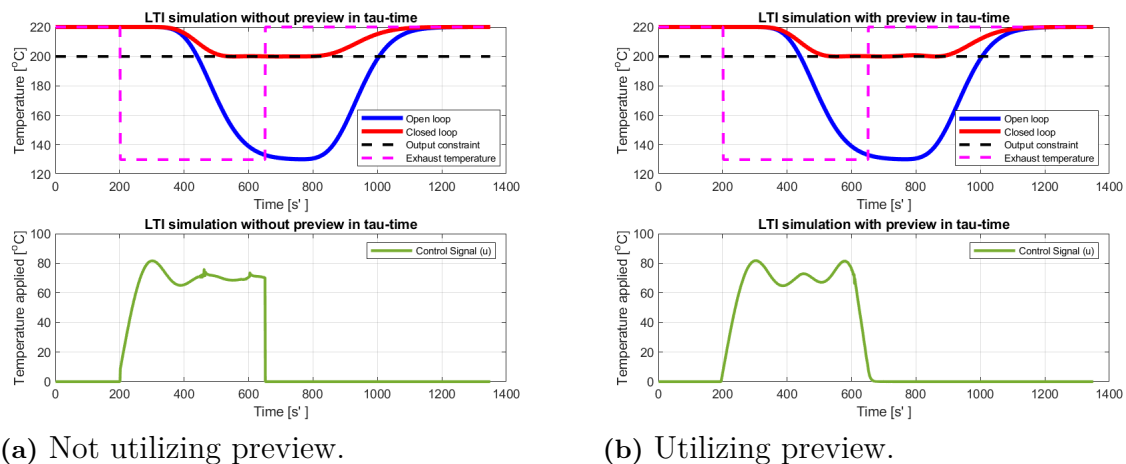 LTI simulation without preview in tau-time
220
200
180
160
140
120
Temperature [°C]
Open loop
Closed loop
Output constraint
Exhaust temperature
0 200 400 600 800 1000 1200 1400
Time [s']
LTI simulation without preview in tau-time
100
80
60
40
20
0
Temperature applied [°C]
Control Signal (u)
0 200 400 600 800 1000 1200 1400
Time [s']
(a) Not utilizing preview.
LTI simulation with preview in tau-time
220
200
180
160
140
120
Temperature [°C]
Open loop
Closed loop
Output constraint
Exhaust temperature
0 200 400 600 800 1000 1200 1400
Time [s']
LTI simulation with preview in tau-time
100
80
60
40
20
0
Temperature applied [°C]
Control Signal (u)
0 200 400 600 800 1000 1200 1400
Time [s']
(b) Utilizing preview.